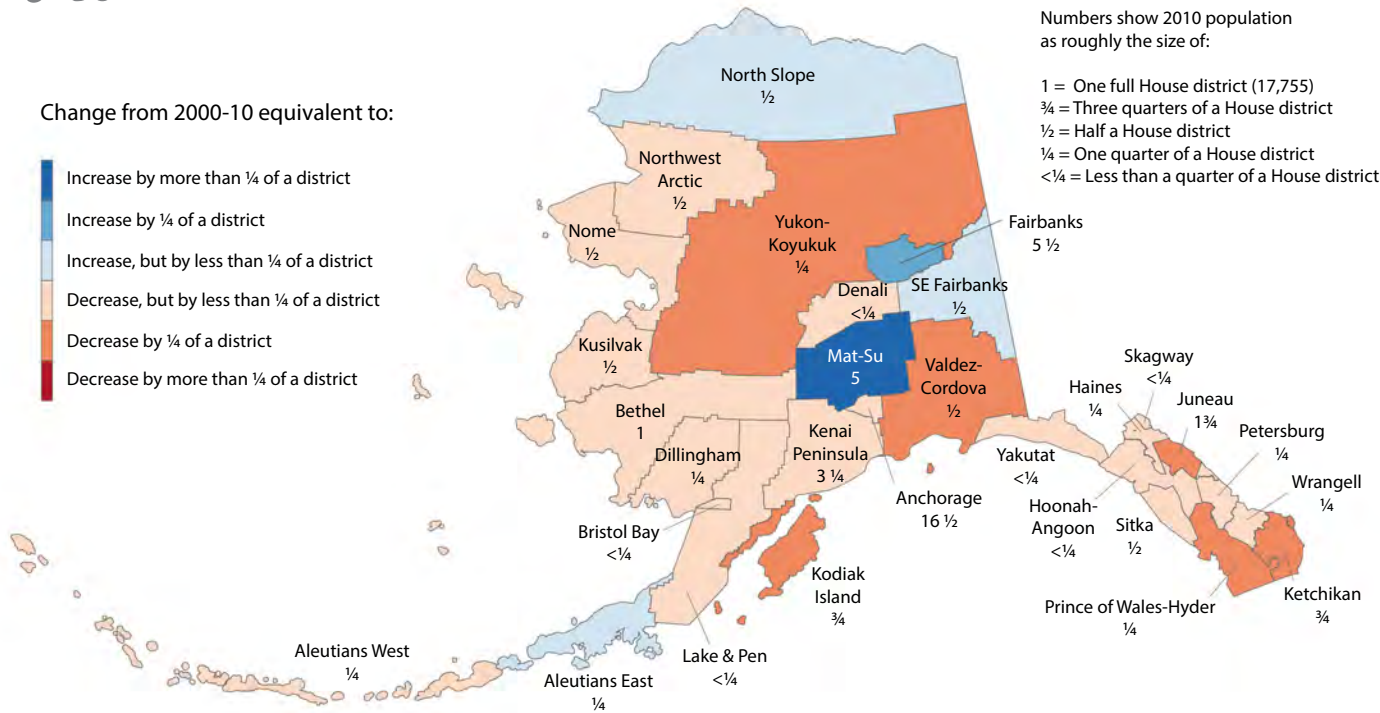 Numbers show 2010 population
as roughly the size of:
1 = One full House district (17,755)
¾ = Three quarters of a House district
½ = Half a House district
¼ = One quarter of a House district
<¼ = Less than a quarter of a House district
Change from 2000-10 equivalent to:
Increase by more than ¼ of a district
Increase by ¼ of a district
Increase, but by less than ¼ of a district
Decrease, but by less than ¼ of a district
Decrease by ¼ of a district
Decrease by more than ¼ of a district
North Slope
½
Northwest
Arctic
½
Nome
½
Yukon-
Koyukuk
¼
Fairbanks
5 ½
Denali
<¼
SE Fairbanks
½
Kusilvak
½
Mat-Su
5
Valdez-
Cordova
½
Skagway
<¼
Haines
¼
Juneau
1¾
Petersburg
¼
Wrangell
¼
Bethel
1
Dillingham
¼
Kenai
Peninsula
3 ¼
Anchorage
16 ½
Yakutat
<¼
Hoonah-
Angoon
<¼
Sitka
½
Bristol Bay
<¼
Kodiak
Island
¾
Prince of Wales-Hyder
¼
Ketchikan
¾
Lake & Pen
<¼
Aleutians West
¼
Aleutians East
¼